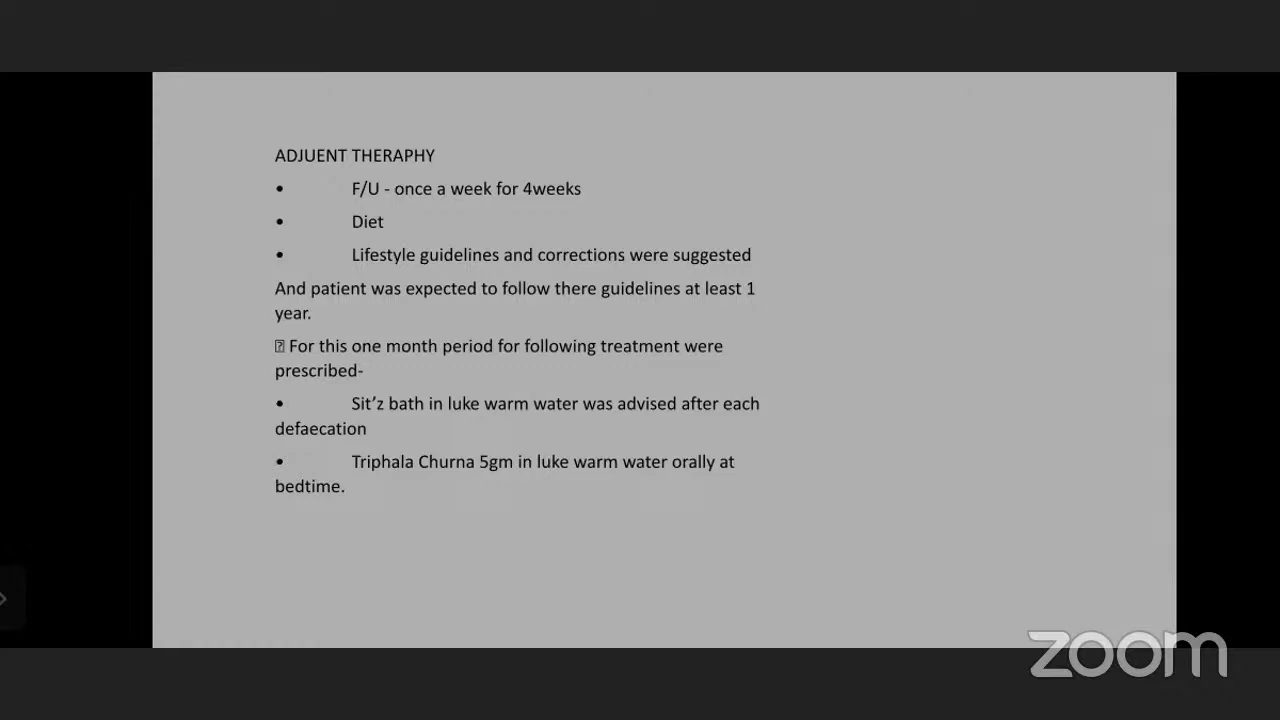 ADJUENT THERAPHY
• F/U - once a week for 4weeks
• Diet
• Lifestyle guidelines and corrections were suggested
And patient was expected to follow there guidelines at least 1
year.
For this one month period for following treatment were
prescribed-
• Sit’z bath in luke warm water was advised after each
defaecation
• Triphala Churna 5gm in luke warm water orally at
bedtime.
zoom